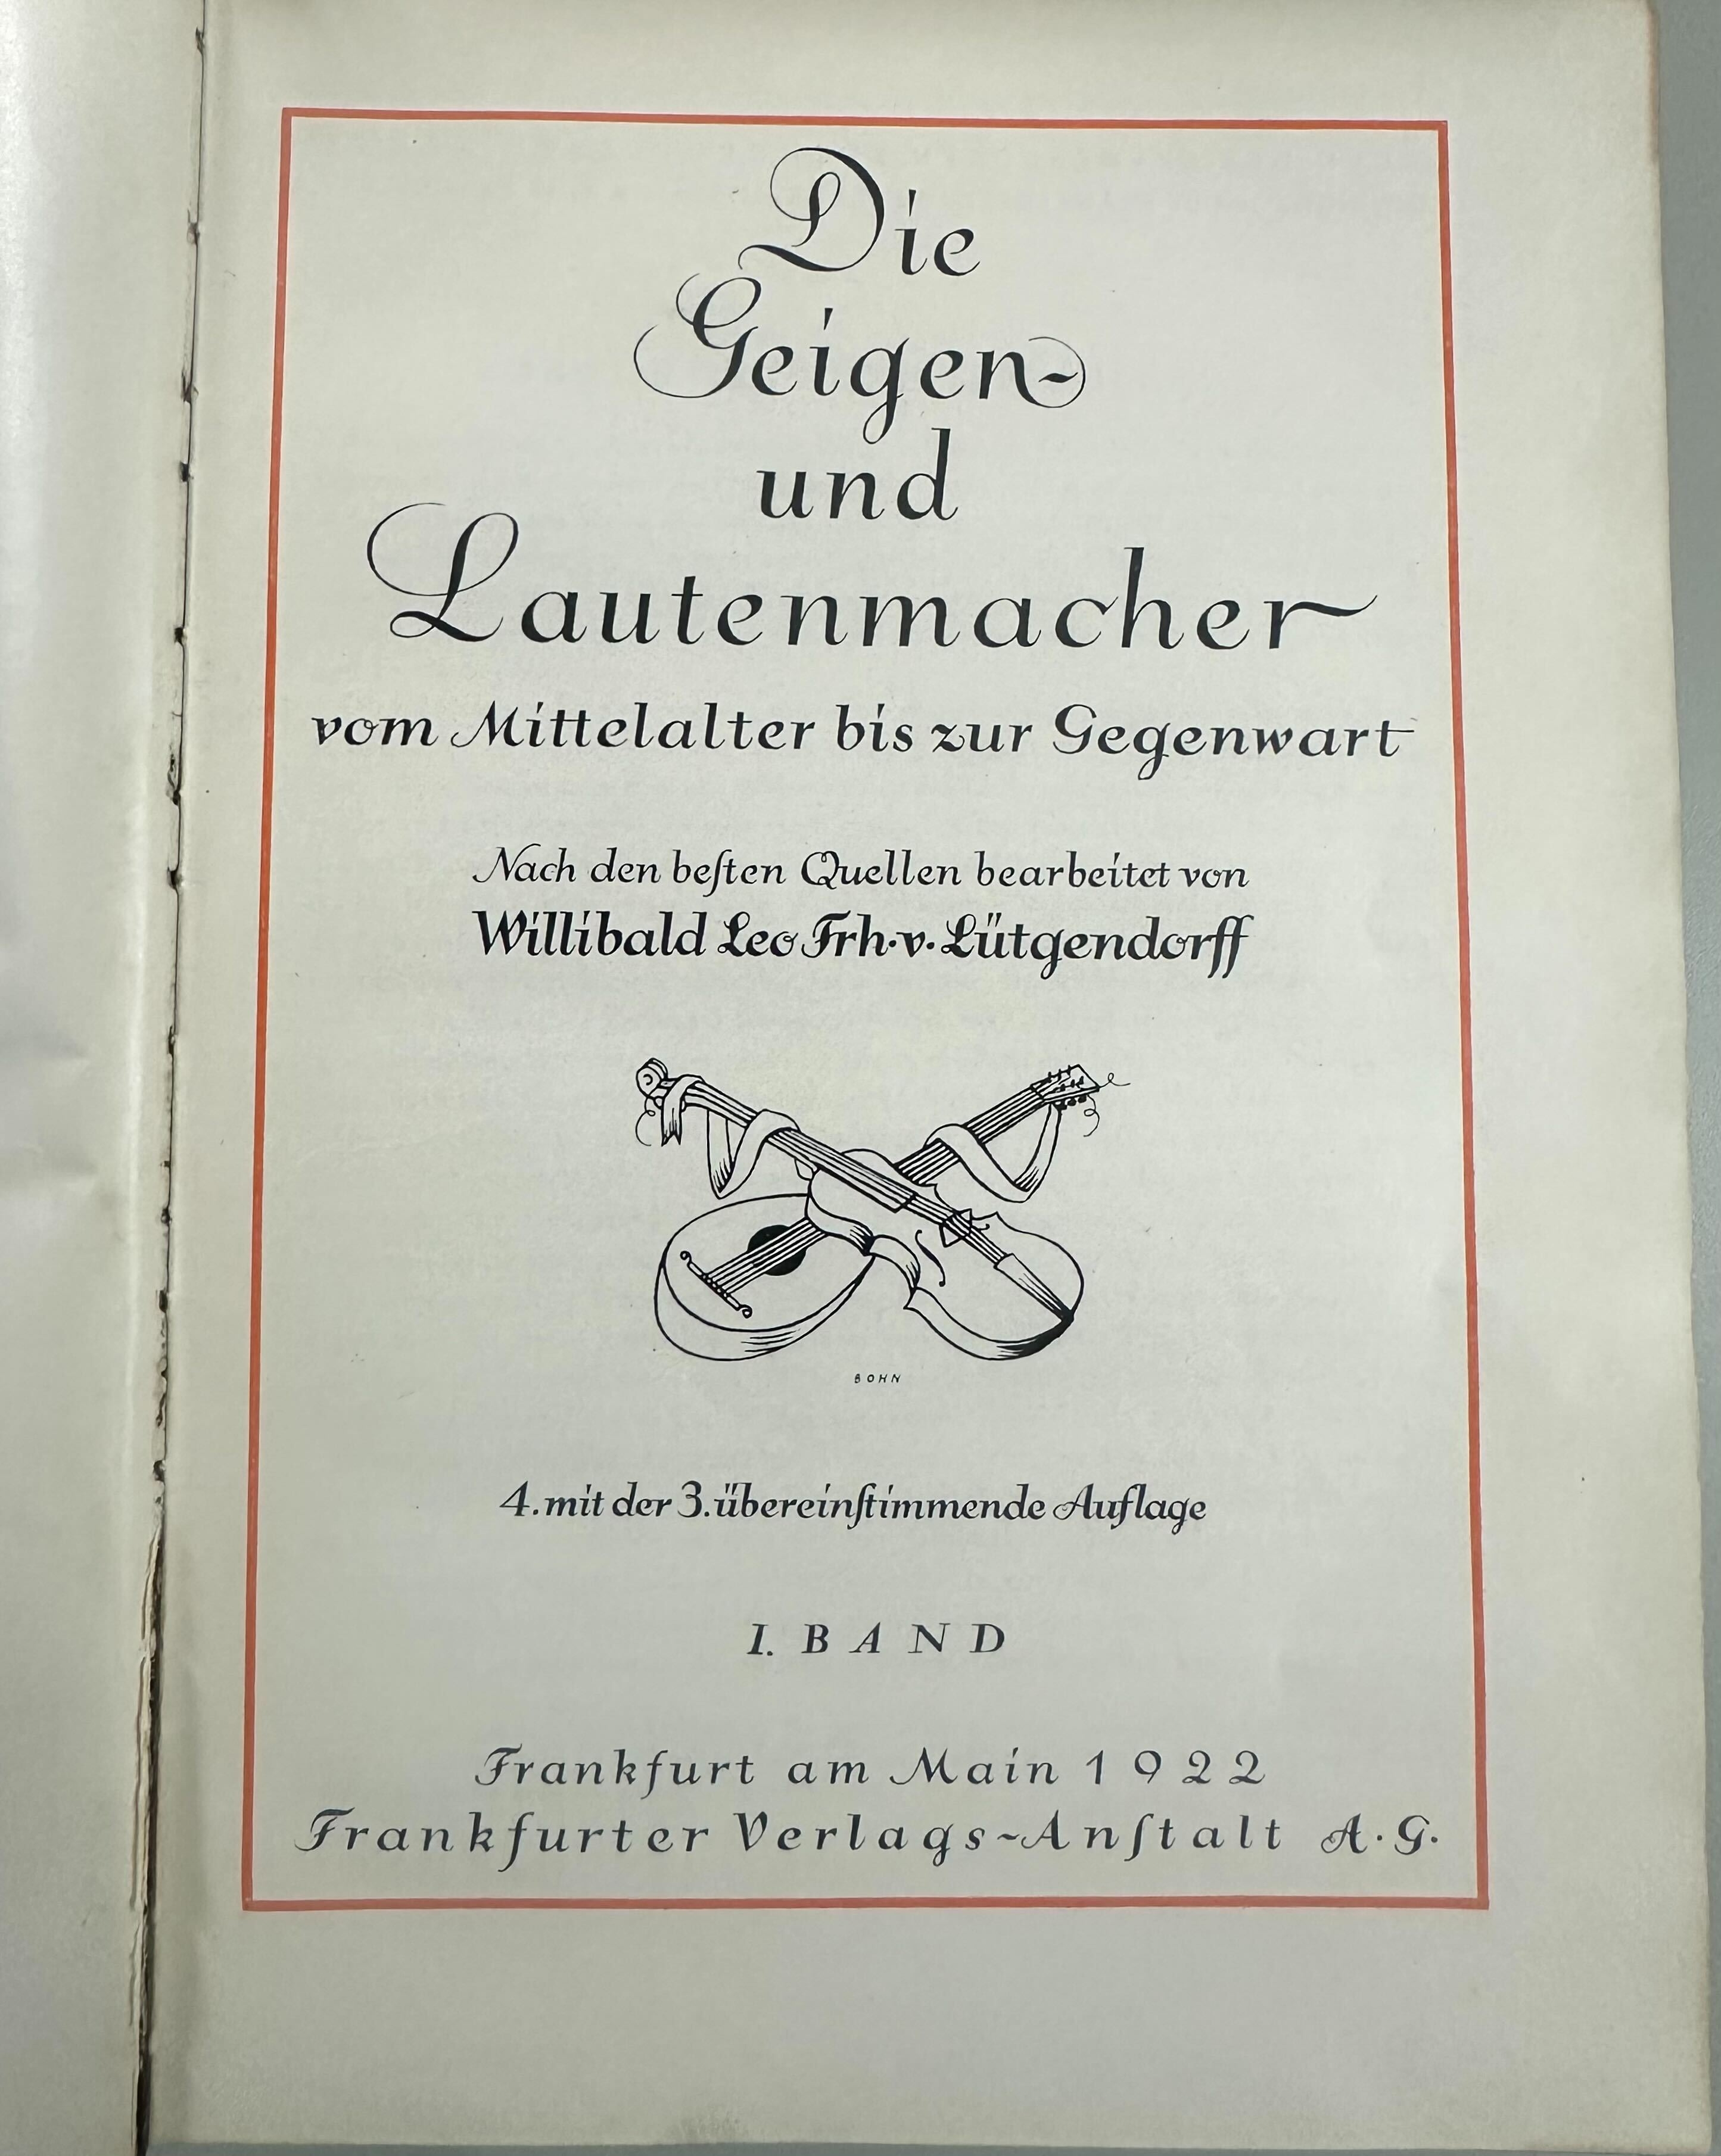 Die
Geigen-
und
Lautenmacher
vom Mittelalter bis zur Gegenwart
Nach den beſten Quellen bearbeitet von
Willibald Leo Frh. v. Lütgendorff
BOHN
4. mit der 3. übereinſtimmende Auflage
I. BAND
Frankfurt am Main 1922
Frankfurter Verlags-Anſtalt A. G.